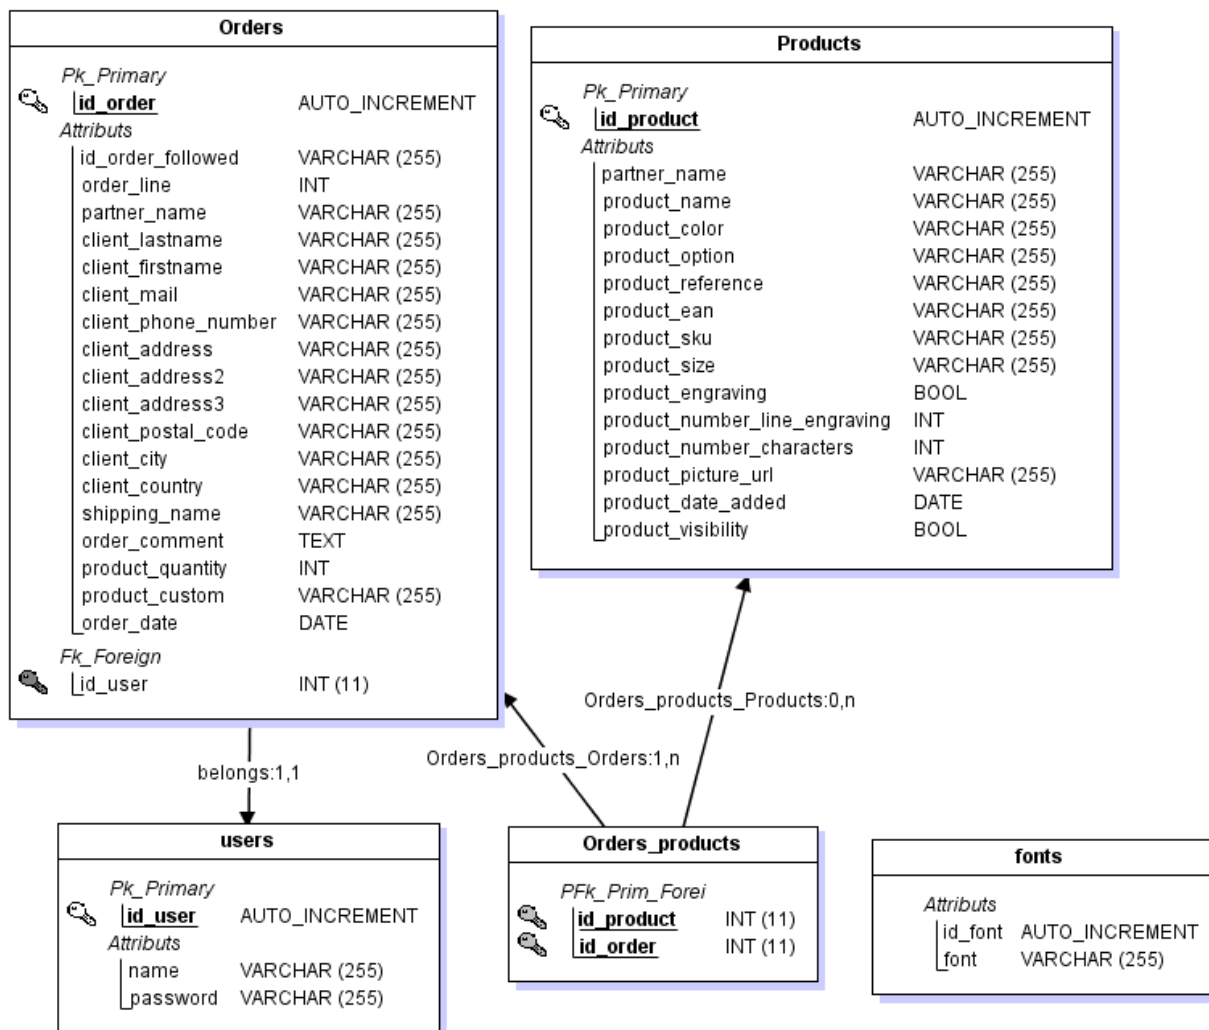 Orders
Pk_Primary
id_order AUTO_INCREMENT
Attributs
id_order_followed VARCHAR (255)
order_line INT
partner_name VARCHAR (255)
client_lastname VARCHAR (255)
client_firstname VARCHAR (255)
client_mail VARCHAR (255)
client_phone_number VARCHAR (255)
client_address VARCHAR (255)
client_address2 VARCHAR (255)
client_address3 VARCHAR (255)
client_postal_code VARCHAR (255)
client_city VARCHAR (255)
client_country VARCHAR (255)
shipping_name VARCHAR (255)
order_comment TEXT
product_quantity INT
product_custom VARCHAR (255)
order_date DATE
Fk_Foreign
id_user INT (11)
Products
Pk_Primary
id_product AUTO_INCREMENT
Attributs
partner_name VARCHAR (255)
product_name VARCHAR (255)
product_color VARCHAR (255)
product_option VARCHAR (255)
product_reference VARCHAR (255)
product_ean VARCHAR (255)
product_sku VARCHAR (255)
product_size VARCHAR (255)
product_engraving BOOL
product_number_line_engraving INT
product_number_characters INT
product_picture_url VARCHAR (255)
product_date_added DATE
product_visibility BOOL
Orders_products_Products:0,n
Orders_products_Orders:1,n
belongs:1,1
users
Pk_Primary
id_user AUTO_INCREMENT
Attributs
name VARCHAR (255)
password VARCHAR (255)
Orders_products
PFk_Prim_Forei
id_product INT (11)
id_order INT (11)
fonts
Attributs
id_font AUTO_INCREMENT
font VARCHAR (255)